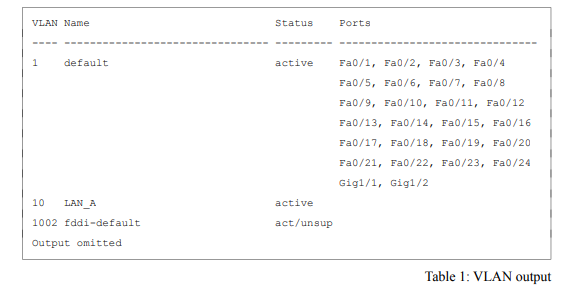 VLAN Name Status Ports
---- -------------------------------- --------- -------------------------------
1 default active Fa0/1, Fa0/2, Fa0/3, Fa0/4
Fa0/5, Fa0/6, Fa0/7, Fa0/8
Fa0/9, Fa0/10, Fa0/11, Fa0/12
Fa0/13, Fa0/14, Fa0/15, Fa0/16
Fa0/17, Fa0/18, Fa0/19, Fa0/20
Fa0/21, Fa0/22, Fa0/23, Fa0/24
Gig1/1, Gig1/2
10 LAN_A active
1002 fddi-default act/unsup
Output omitted
Table 1: VLAN output